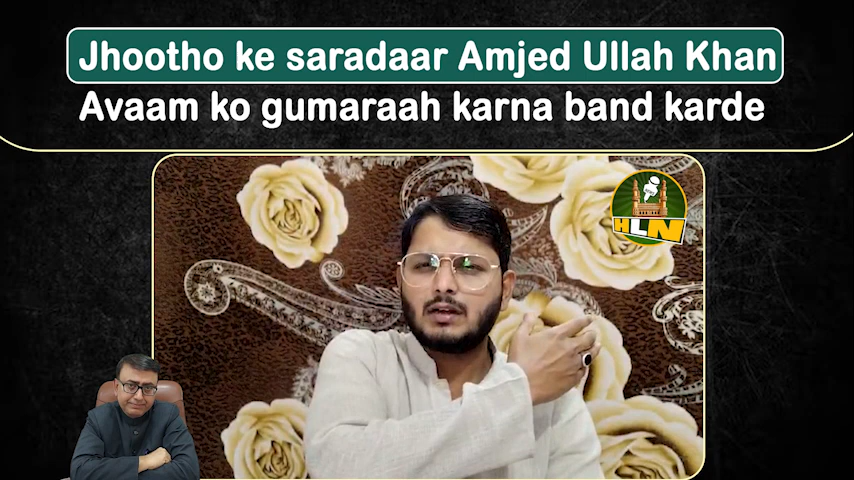 Jhootho ke saradaar Amjed Ullah Khan
Avaam ko gumaraah karna band karde
HLN